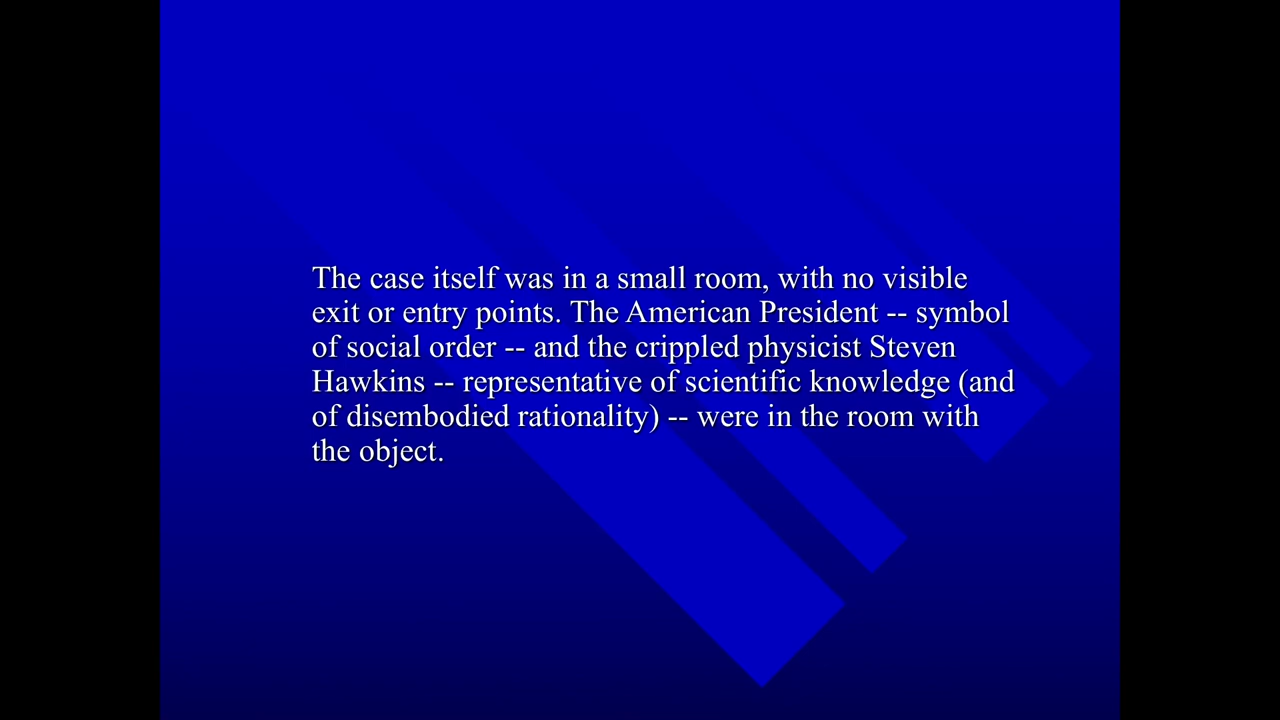 The case itself was in a small room, with no visible
exit or entry points. The American President -- symbol
of social order -- and the crippled physicist Steven
Hawkins -- representative of scientific knowledge (and
of disembodied rationality) -- were in the room with
the object.